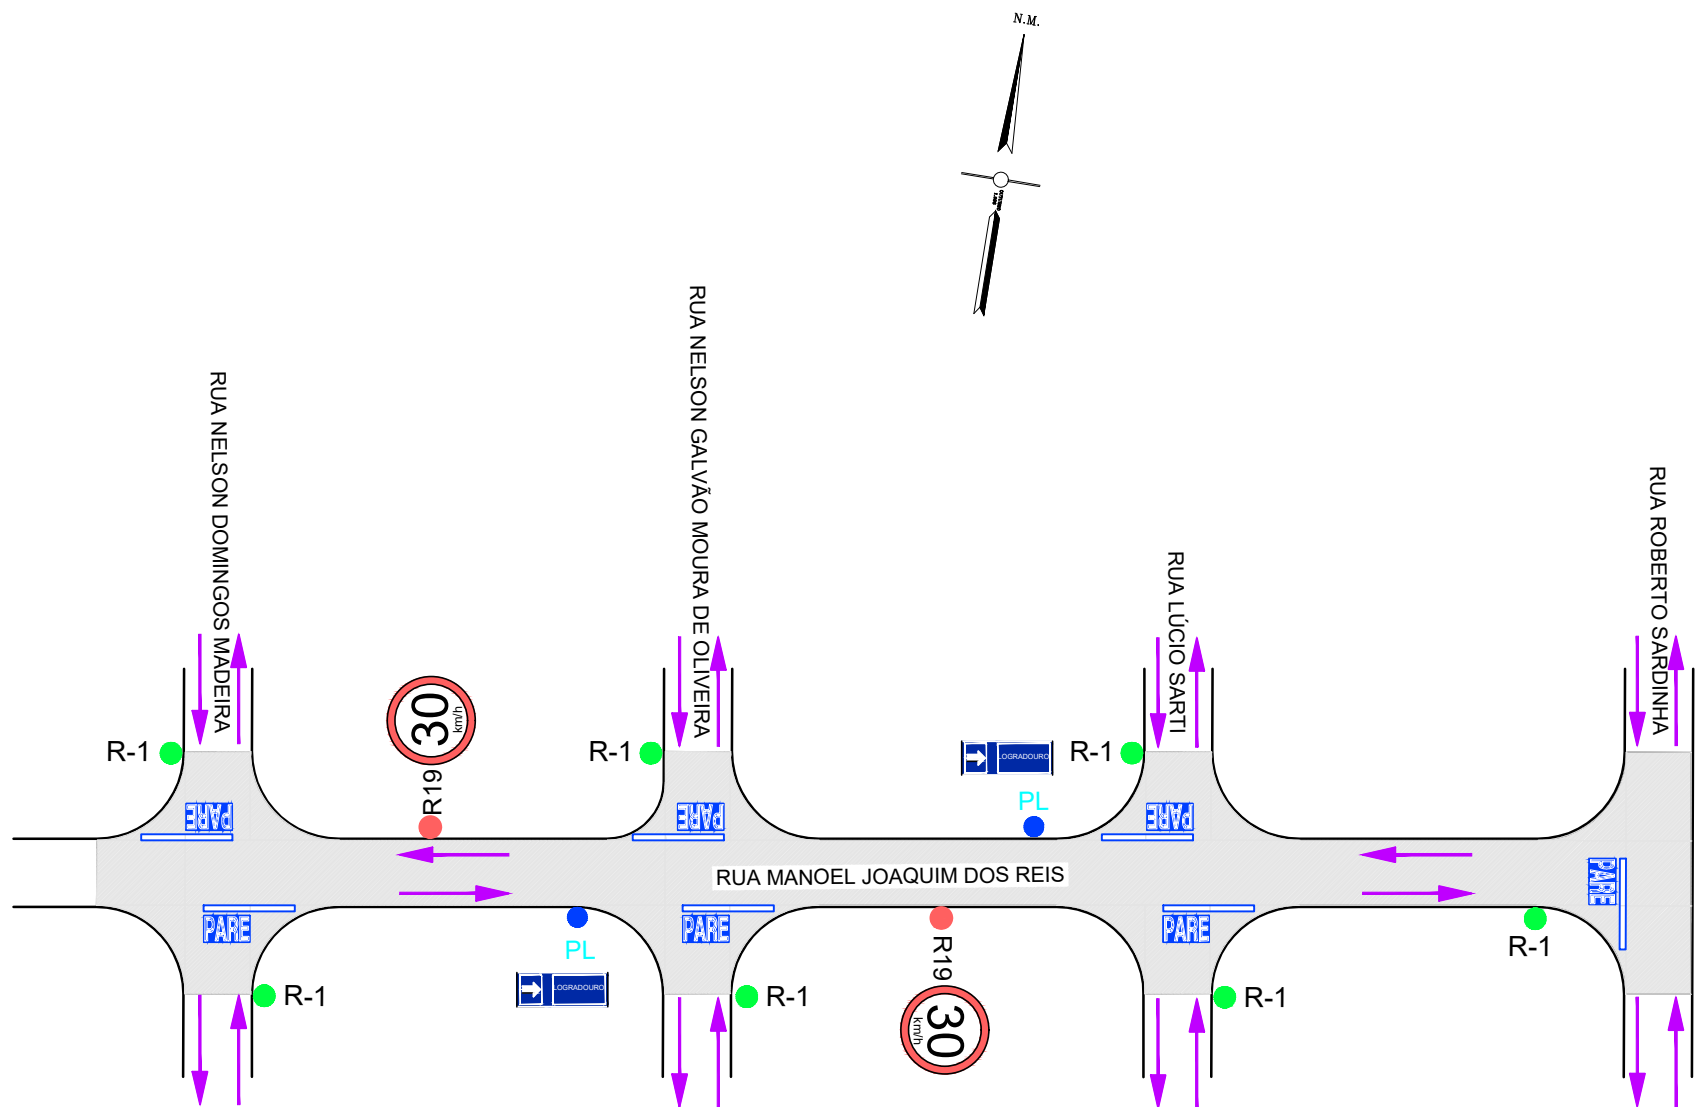 N.M.
RUA NELSON DOMINGOS MADEIRA
RUA NELSON GALVÃO MOURA DE OLIVEIRA
RUA LÚCIO SARTI
RUA ROBERTO SARDINHA
R-1
30
km/h
R19
R-1
LOGRADOURO
PL
R-1
PARE
PARE
PARE
RUA MANOEL JOAQUIM DOS REIS
PARE
PARE
PARE
PARE
R-1
PL
LOGRADOURO
R-1
R-1
R19
30
km/h
R-1